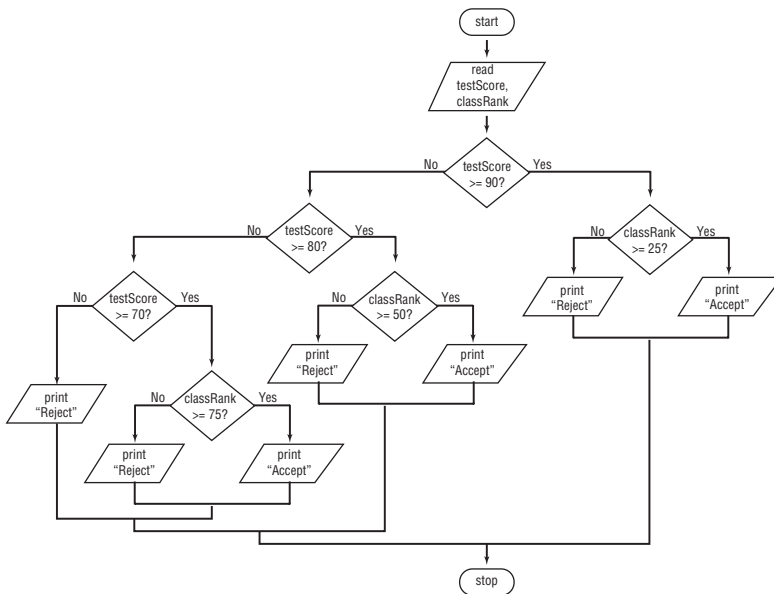 start
read
testScore,
classRank
No
testScore
>= 90?
Yes
No
testScore
>= 80?
Yes
No
classRank
>= 25?
Yes
No
testScore
>= 70?
Yes
No
classRank
>= 50?
Yes
print
“Reject”
print
“Accept”
print
“Reject”
print
“Accept”
print
“Reject”
No
classRank
>= 75?
Yes
print
“Reject”
print
“Accept”
stop